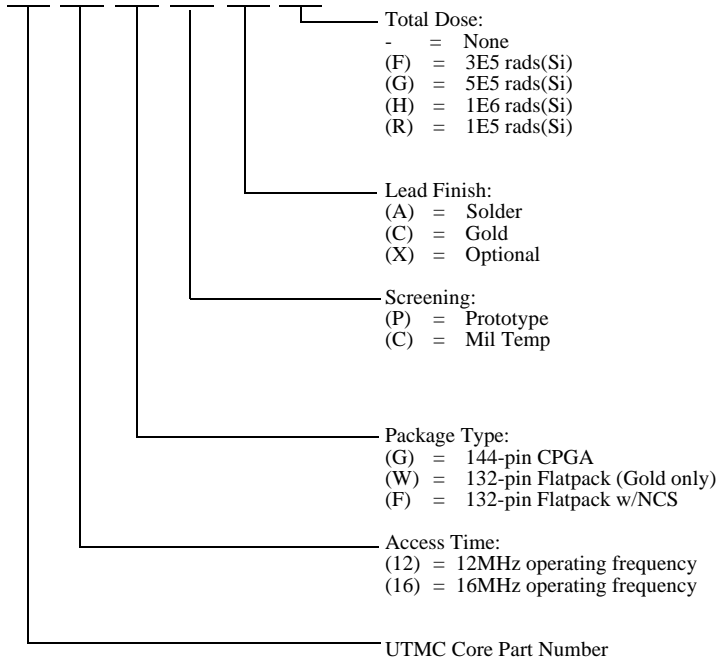 Total Dose:
- = None
(F) = 3E5 rads(Si)
(G) = 5E5 rads(Si)
(H) = 1E6 rads(Si)
(R) = 1E5 rads(Si)
Lead Finish:
(A) = Solder
(C) = Gold
(X) = Optional
Screening:
(P) = Prototype
(C) = Mil Temp
Package Type:
(G) = 144-pin CPGA
(W) = 132-pin Flatpack (Gold only)
(F) = 132-pin Flatpack w/NCS
Access Time:
(12) = 12MHz operating frequency
(16) = 16MHz operating frequency
UTMC Core Part Number